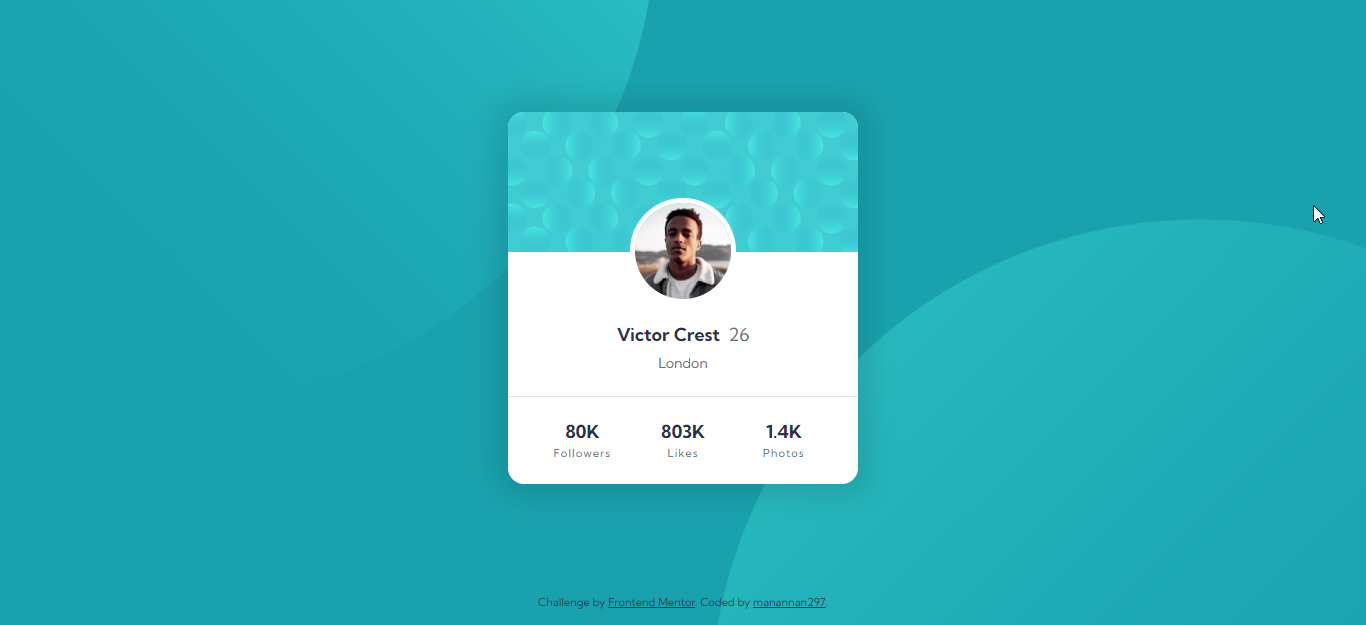 Victor Crest 26
London
80K 803K 1.4K
Followers Likes Photos
Challenge by Frontend Mentor. Coded by manannan297.